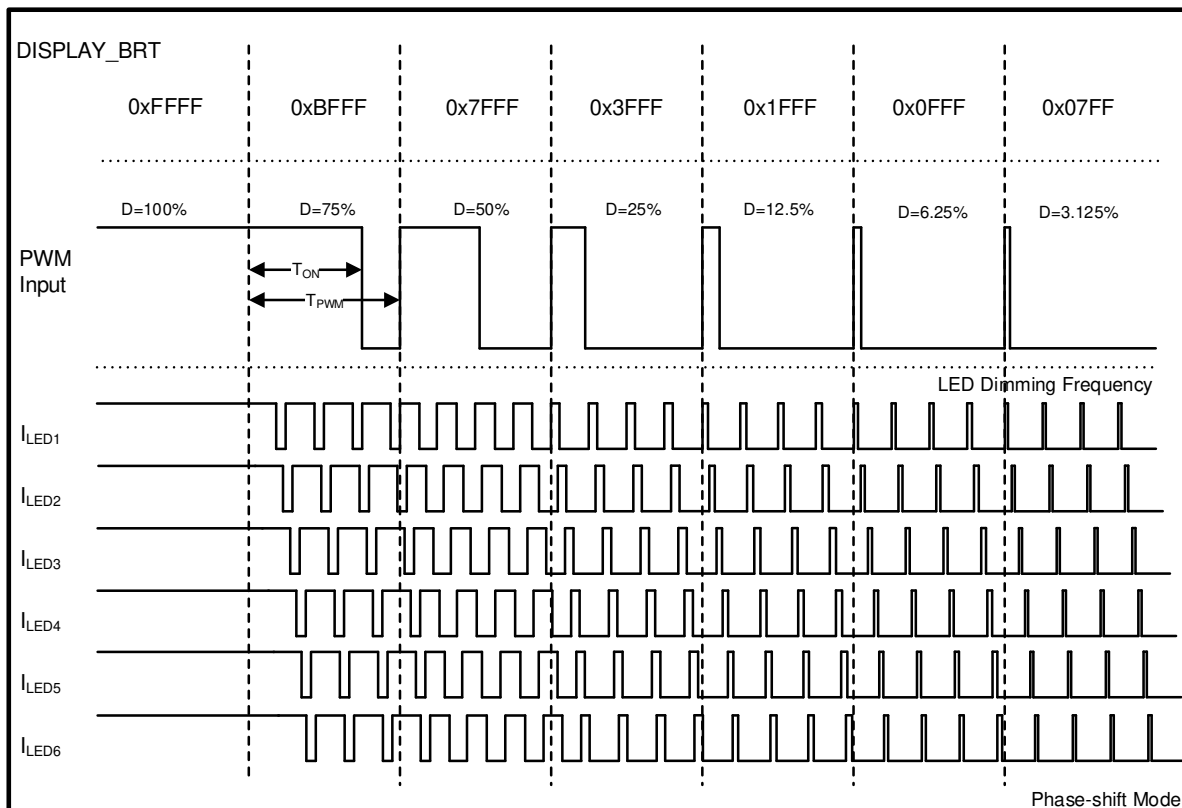 DISPLAY_BRT
0xFFFF 0xBFFF 0x7FFF 0x3FFF 0x1FFF 0x0FFF 0x07FF
D=100% D=75% D=50% D=25% D=12.5% D=6.25% D=3.125%
PWM
Input
TON
TPWM
LED Dimming Frequency
ILED1
ILED2
ILED3
ILED4
ILED5
ILED6
Phase-shift Mode